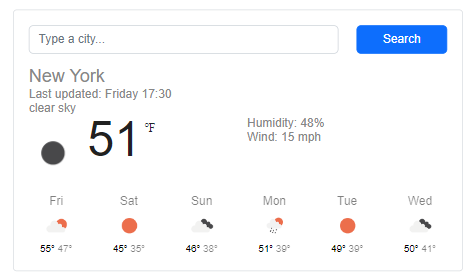 Type a city... Search
New York
Last updated: Friday 17:30
clear sky
51 °F
Humidity: 48%
Wind: 15 mph
Fri Sat Sun Mon Tue Wed
55° 47° 45° 35° 46° 38° 51° 39° 49° 39° 50° 41°